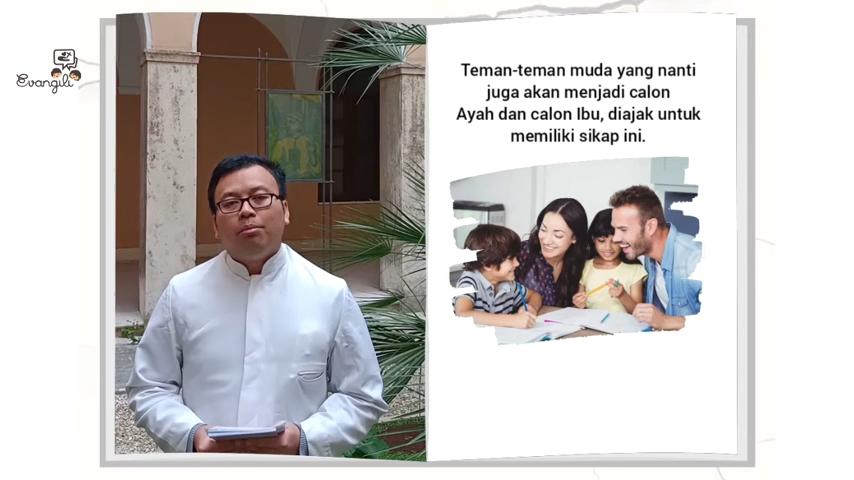 Evangili
Teman-teman muda yang nanti
juga akan menjadi calon
Ayah dan calon Ibu, diajak untuk
memiliki sikap ini.